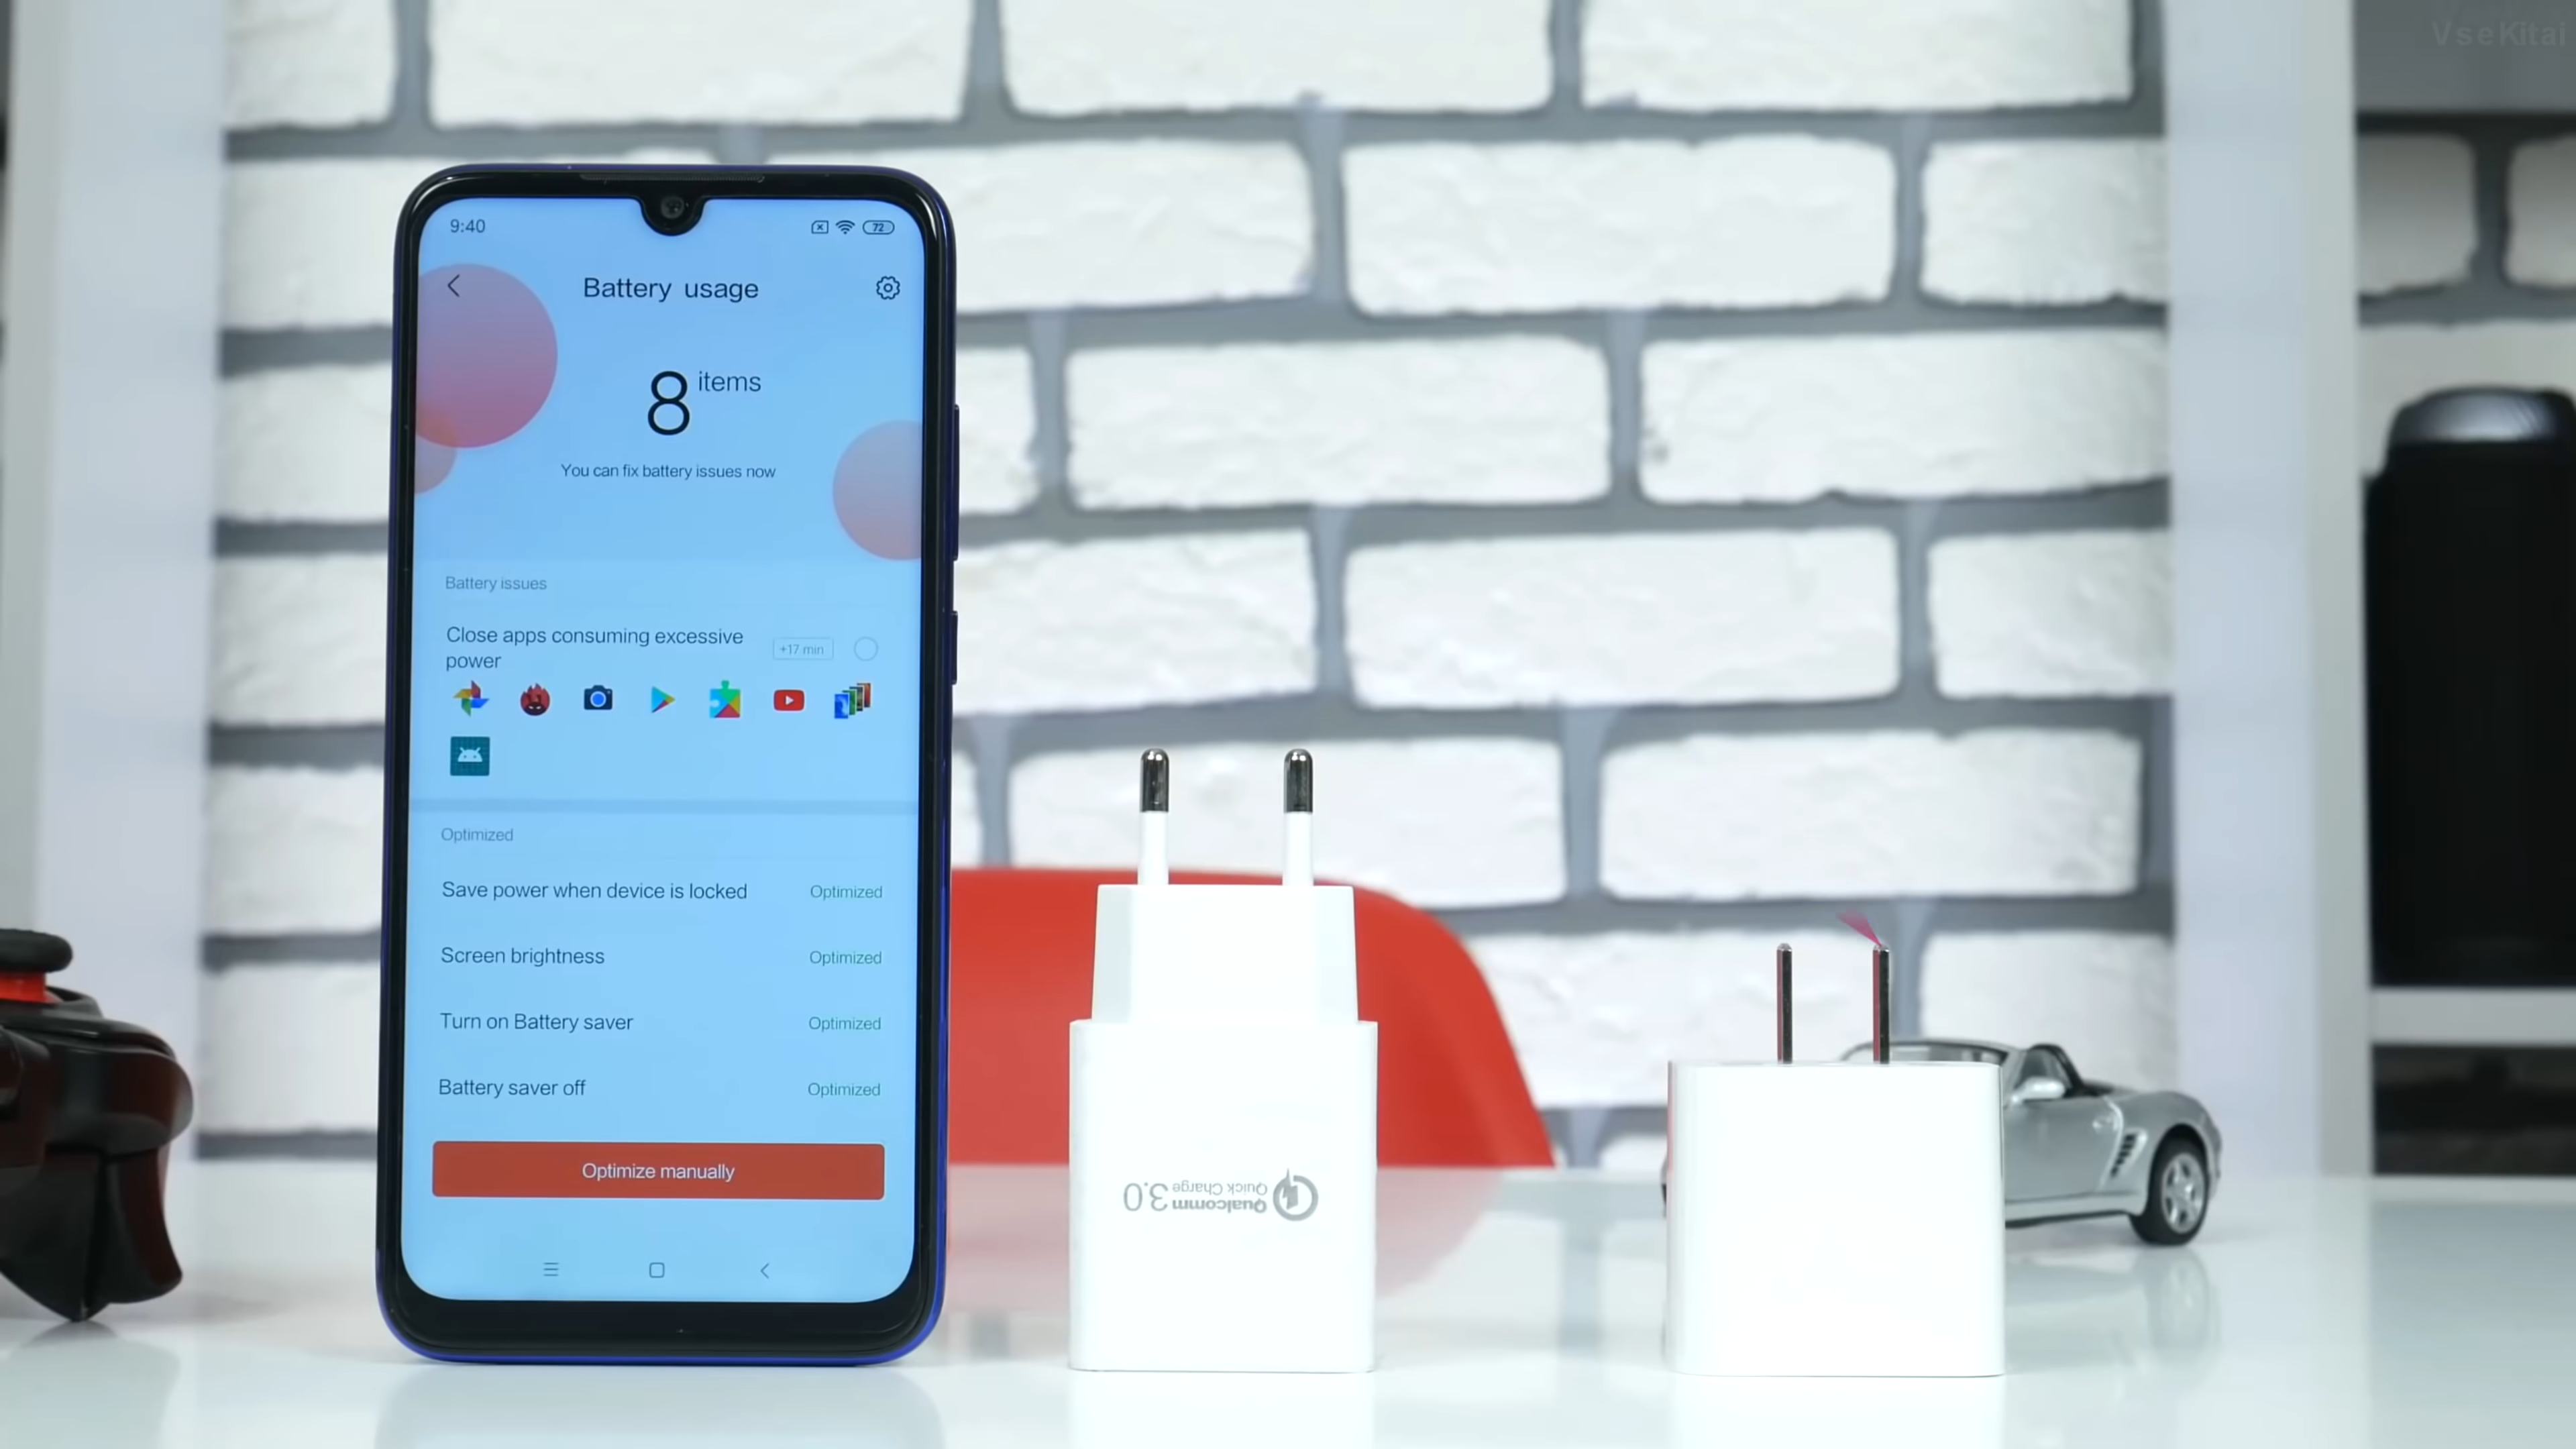 VseKitai
9:40
72
Battery usage
8 items
You can fix battery issues now
Battery issues
Close apps consuming excessive
power
+17 min
Optimized
Save power when device is locked Optimized
Screen brightness Optimized
Turn on Battery saver Optimized
Battery saver off Optimized
Optimize manually
Qualcomm
Quick Charge
3.0